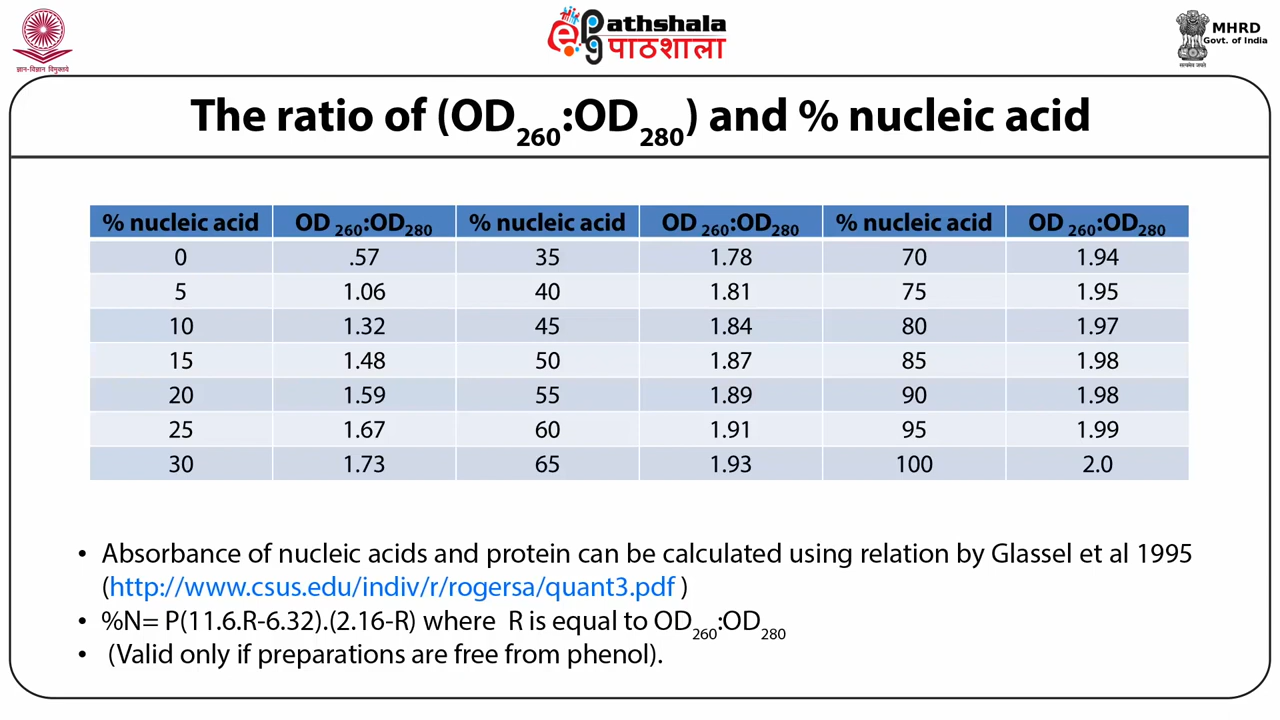 ज्ञान-विज्ञान विमुक्तये
epg Pathshala
पाठशाला
सत्यमेव जयते
MHRD
Govt. of India
The ratio of (OD260:OD280) and % nucleic acid
% nucleic acid OD 260:OD280 % nucleic acid OD 260:OD280 % nucleic acid OD 260:OD280
0 .57 35 1.78 70 1.94
5 1.06 40 1.81 75 1.95
10 1.32 45 1.84 80 1.97
15 1.48 50 1.87 85 1.98
20 1.59 55 1.89 90 1.98
25 1.67 60 1.91 95 1.99
30 1.73 65 1.93 100 2.0
• Absorbance of nucleic acids and protein can be calculated using relation by Glassel et al 1995
(http://www.csus.edu/indiv/r/rogersa/quant3.pdf )
• %N= P(11.6.R-6.32).(2.16-R) where R is equal to OD260:OD280
• (Valid only if preparations are free from phenol).